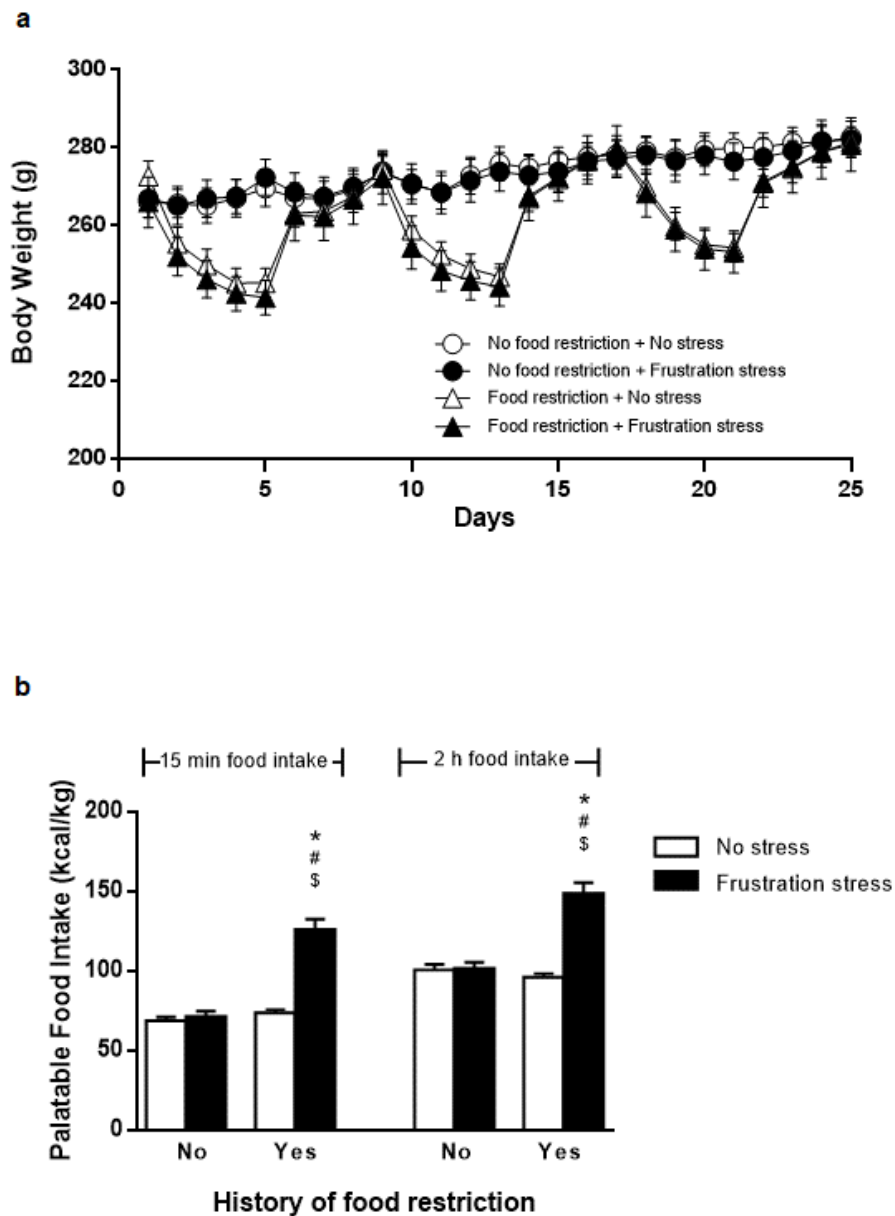 a
300
280
260
240
220
200
Body Weight (g)
No food restriction + No stress
No food restriction + Frustration stress
Food restriction + No stress
Food restriction + Frustration stress
0 5 10 15 20 25
Days
b
15 min food intake 2 h food intake
200
150
100
50
0
Palatable Food Intake (kcal/kg)
* *
# #
$ $
No stress
Frustration stress
No Yes No Yes
History of food restriction